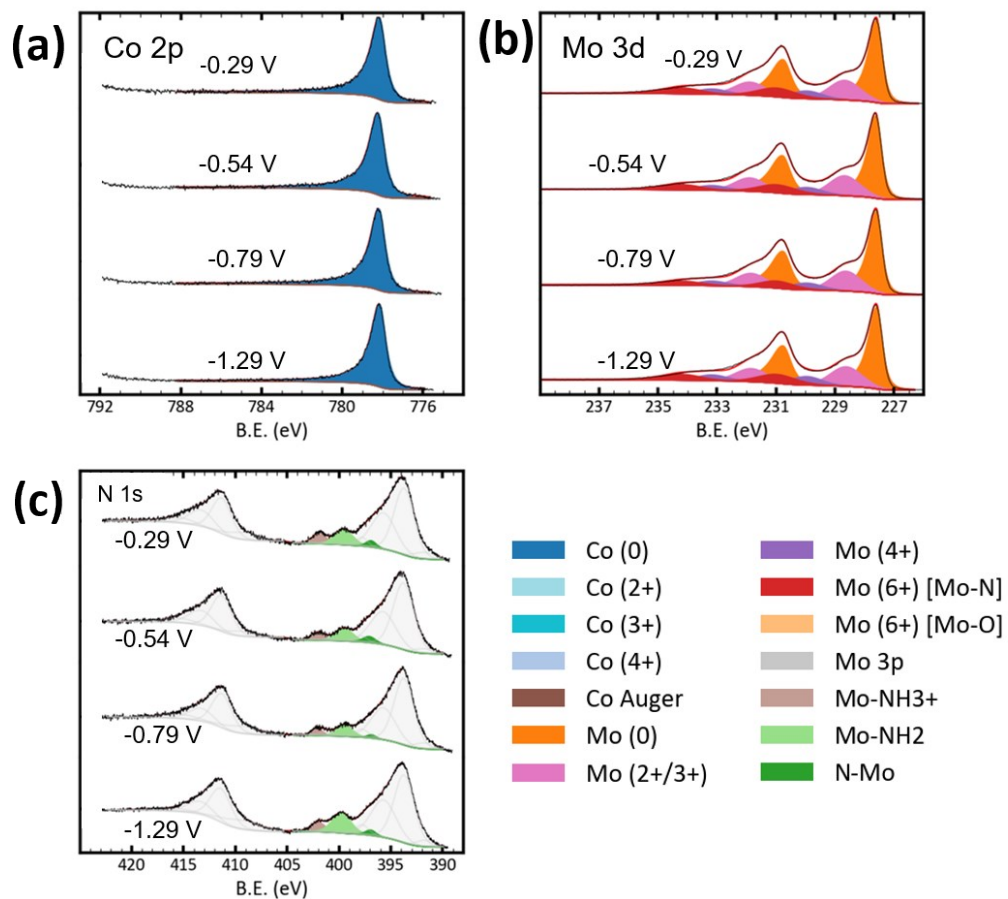 (a)
Co 2p
-0.29 V
-0.54 V
-0.79 V
-1.29 V
792 788 784 780 776
B.E. (eV)
(b)
Mo 3d
-0.29 V
-0.54 V
-0.79 V
-1.29 V
237 235 233 231 229 227
B.E. (eV)
(c)
N 1s
-0.29 V
-0.54 V
-0.79 V
-1.29 V
420 415 410 405 400 395 390
B.E. (eV)
Co (0)
Co (2+)
Co (3+)
Co (4+)
Co Auger
Mo (0)
Mo (2+/3+)
Mo (4+)
Mo (6+) [Mo-N]
Mo (6+) [Mo-O]
Mo 3p
Mo-NH3+
Mo-NH2
N-Mo